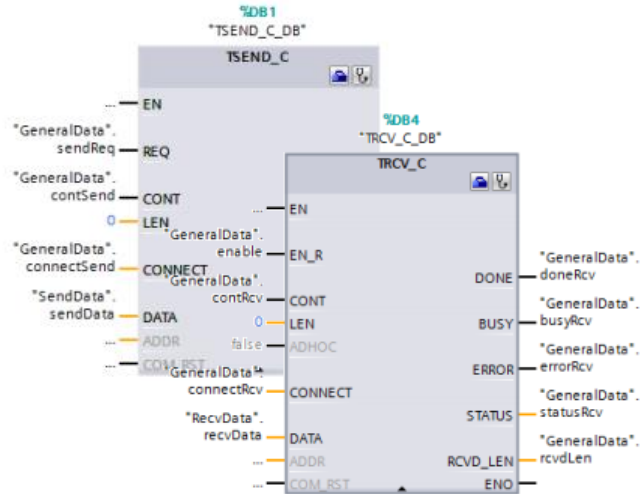 %DB1
"TSEND_C_DB"
TSEND_C
... EN
"GeneralData".
sendReq REQ
"GeneralData".
contSend CONT
0 LEN
"GeneralData".
connectSend CONNECT
"SendData".
sendData DATA
... ADDR
... COM_RST
%DB4
"TRCV_C_DB"
TRCV_C
... EN
"GeneralData".
enable EN_R
"GeneralData".
contRcv CONT
0 LEN
false ADHOC
"GeneralData".
connectRcv CONNECT
"RecvData".
recvData DATA
... ADDR
... COM_RST
DONE "GeneralData".
doneRcv
BUSY "GeneralData".
busyRcv
ERROR "GeneralData".
errorRcv
STATUS "GeneralData".
statusRcv
RCVD_LEN "GeneralData".
rcvdLen
ENO